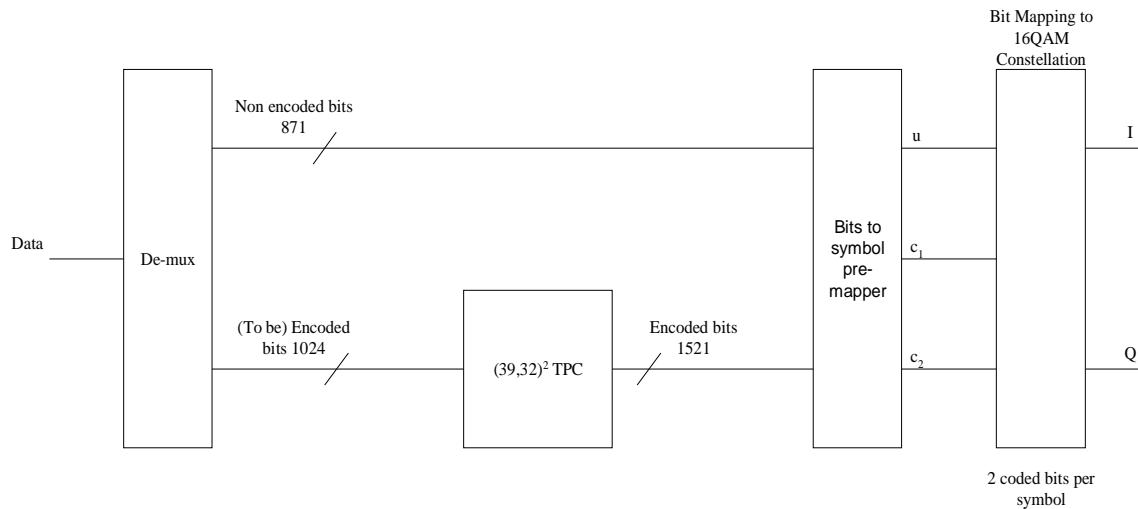 Bit Mapping to
16QAM
Constellation
Non encoded bits
871
u
I
Data
De-mux
Bits to
symbol
pre-
mapper
c1
(To be) Encoded
bits 1024
(39,32)² TPC
Encoded bits
1521
c2
Q
2 coded bits per
symbol